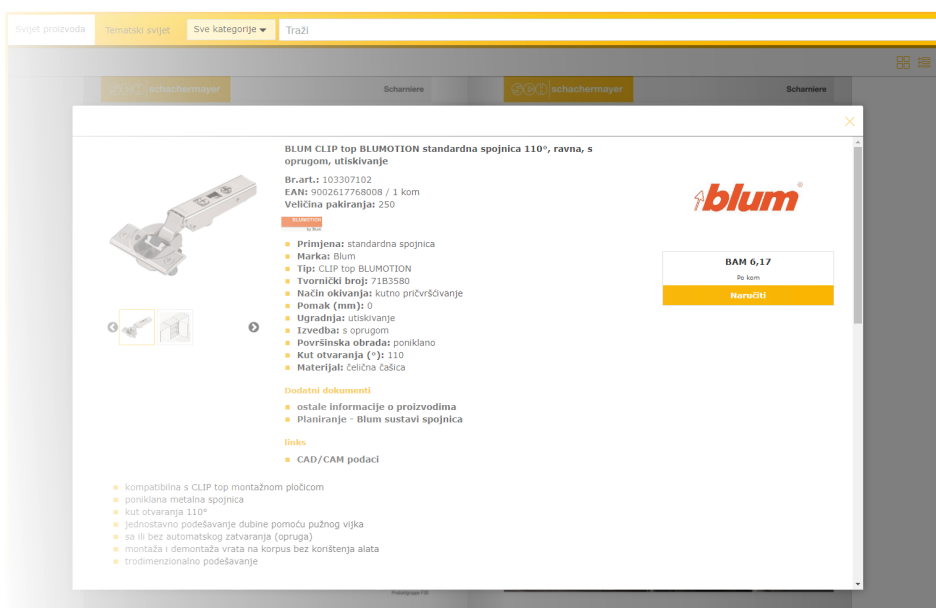 Svijet proizvoda
Tematski svijet
Sve kategorije
Traži
schachermayer
Scharniere
schachermayer
Scharniere
BLUM CLIP top BLUMOTION standardna spojnica 110°, ravna, s
oprugom, utiskivanje
Br.art.: 103307102
EAN: 9002617768008 / 1 kom
Veličina pakiranja: 250
BLUMOTION
by Blum
Primjena: standardna spojnica
Marka: Blum
Tip: CLIP top BLUMOTION
Tvornički broj: 71B3580
Način okivanja: kutno pričvršćivanje
Pomak (mm): 0
Ugradnja: utiskivanje
Izvedba: s oprugom
Površinska obrada: poniklano
Kut otvaranja (°): 110
Materijal: čelična čašica
Dodatni dokumenti
ostale informacije o proizvodima
Planiranje - Blum sustavi spojnica
links
CAD/CAM podaci
blum
BAM 6,17
Po kom
Naručiti
kompatibilna s CLIP top montažnom pločicom
poniklana metalna spojnica
kut otvaranja 110°
jednostavno podešavanje dubine pomoću pužnog vijka
sa ili bez automatskog zatvaranja (opruga)
montaža i demontaža vrata na korpus bez korištenja alata
trodimenzionalno podešavanje